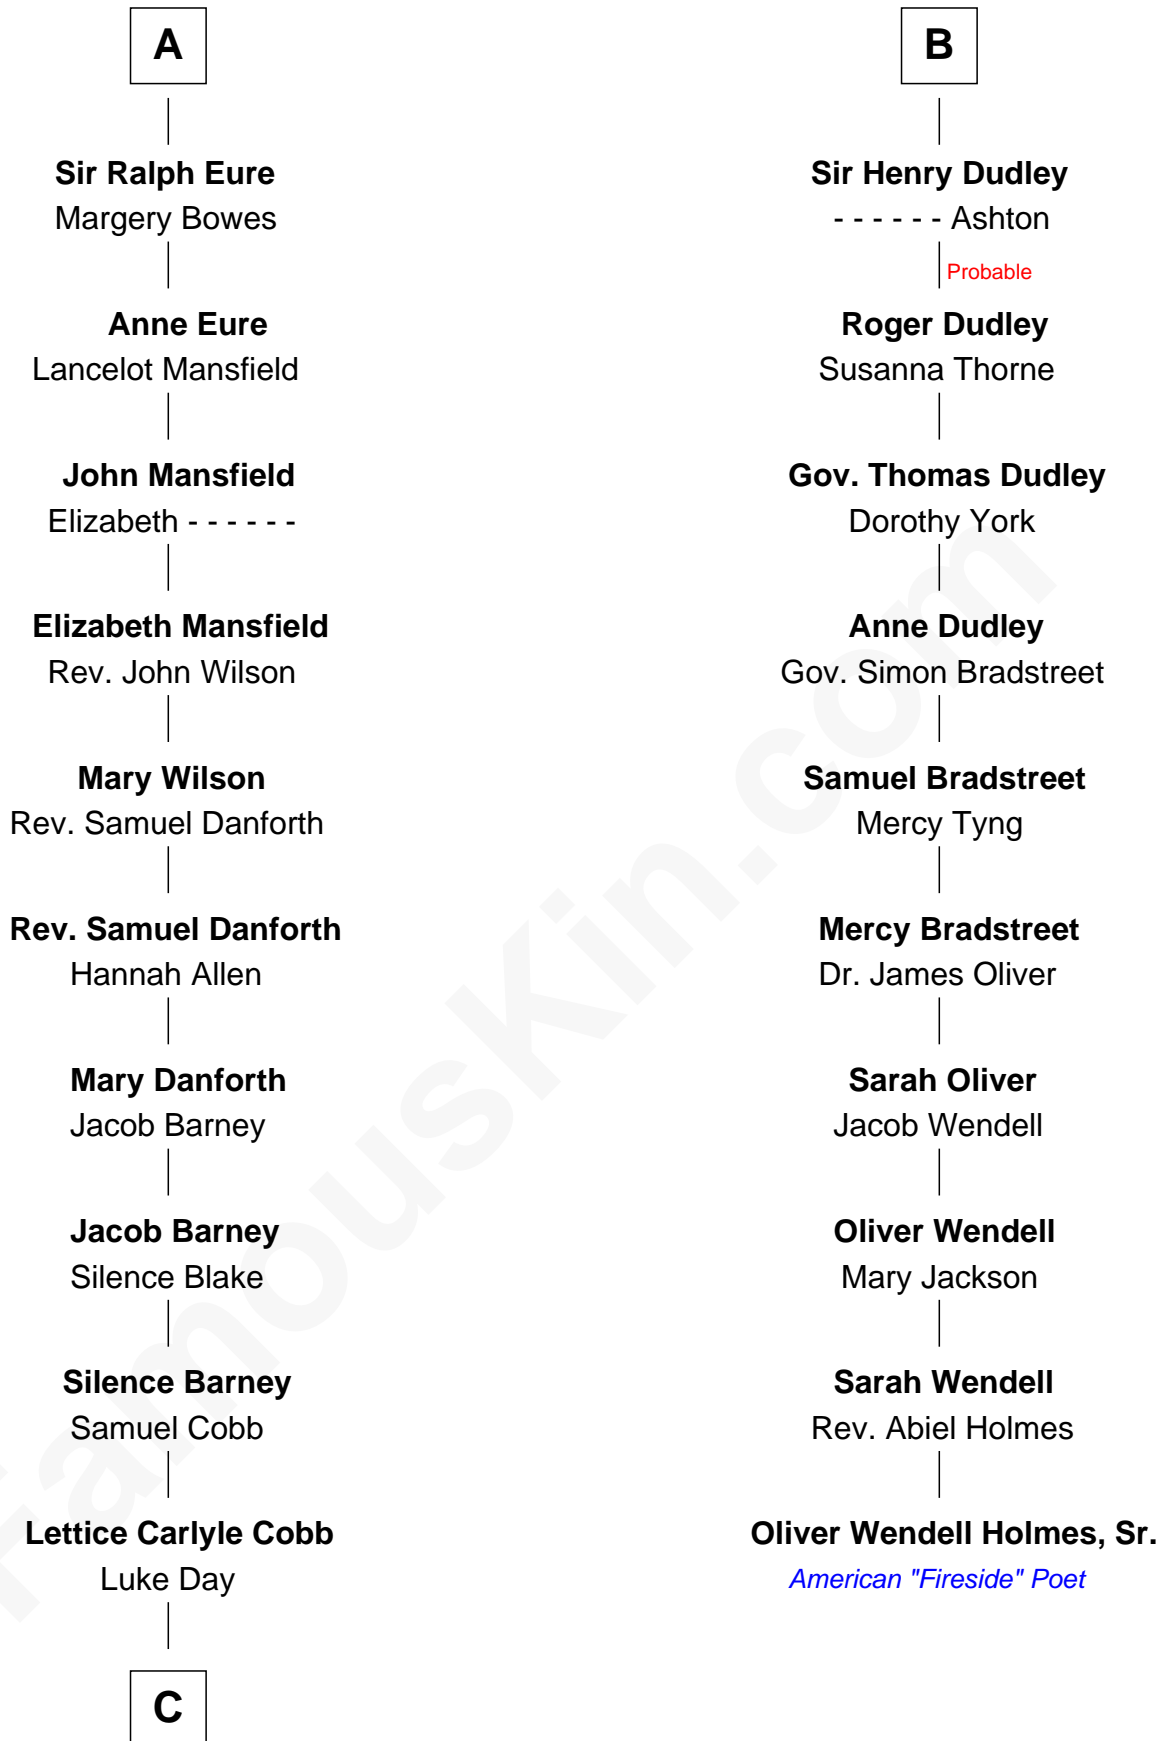 A
Sir Ralph Eure
Margery Bowes
Anne Eure
Lancelot Mansfield
John Mansfield
Elizabeth - - - - - -
Elizabeth Mansfield
Rev. John Wilson
Mary Wilson
Rev. Samuel Danforth
Rev. Samuel Danforth
Hannah Allen
Mary Danforth
Jacob Barney
Jacob Barney
Silence Blake
Silence Barney
Samuel Cobb
Lettice Carlyle Cobb
Luke Day
C
B
Sir Henry Dudley
- - - - - - Ashton
Probable
Roger Dudley
Susanna Thorne
Gov. Thomas Dudley
Dorothy York
Anne Dudley
Gov. Simon Bradstreet
Samuel Bradstreet
Mercy Tyng
Mercy Bradstreet
Dr. James Oliver
Sarah Oliver
Jacob Wendell
Oliver Wendell
Mary Jackson
Sarah Wendell
Rev. Abiel Holmes
Oliver Wendell Holmes, Sr.
American "Fireside" Poet
FamousKin.com